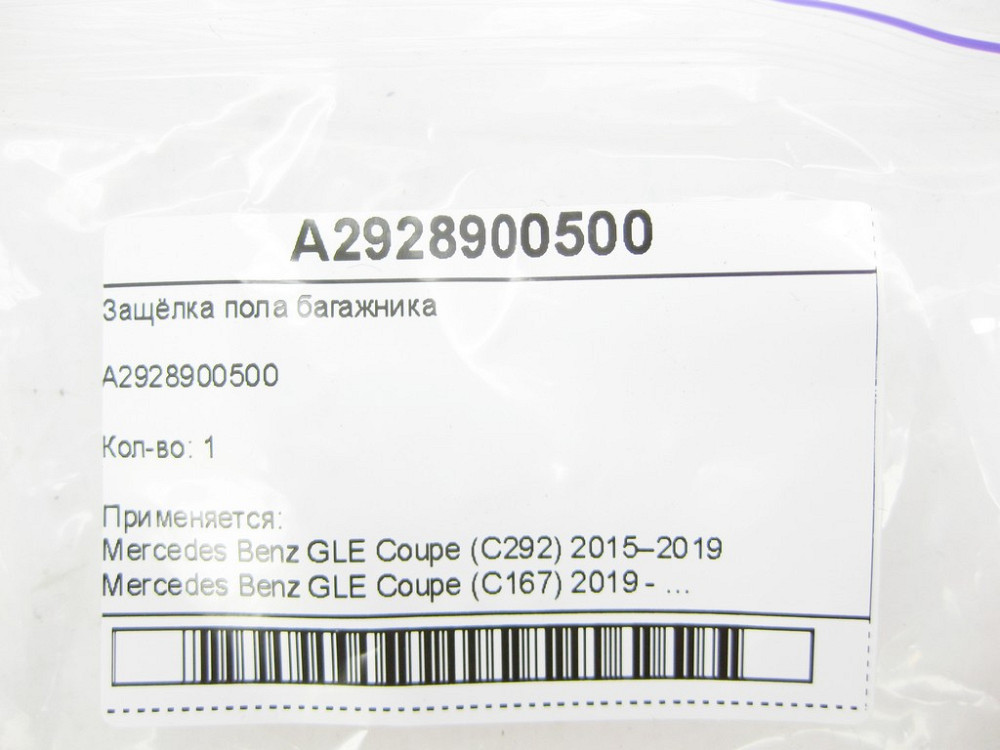 A2928900500
Защёлка пола багажника
A2928900500
Кол-во: 1
Применяется:
Mercedes Benz GLE Coupe (C292) 2015–2019
Mercedes Benz GLE Coupe (C167) 2019 - ...